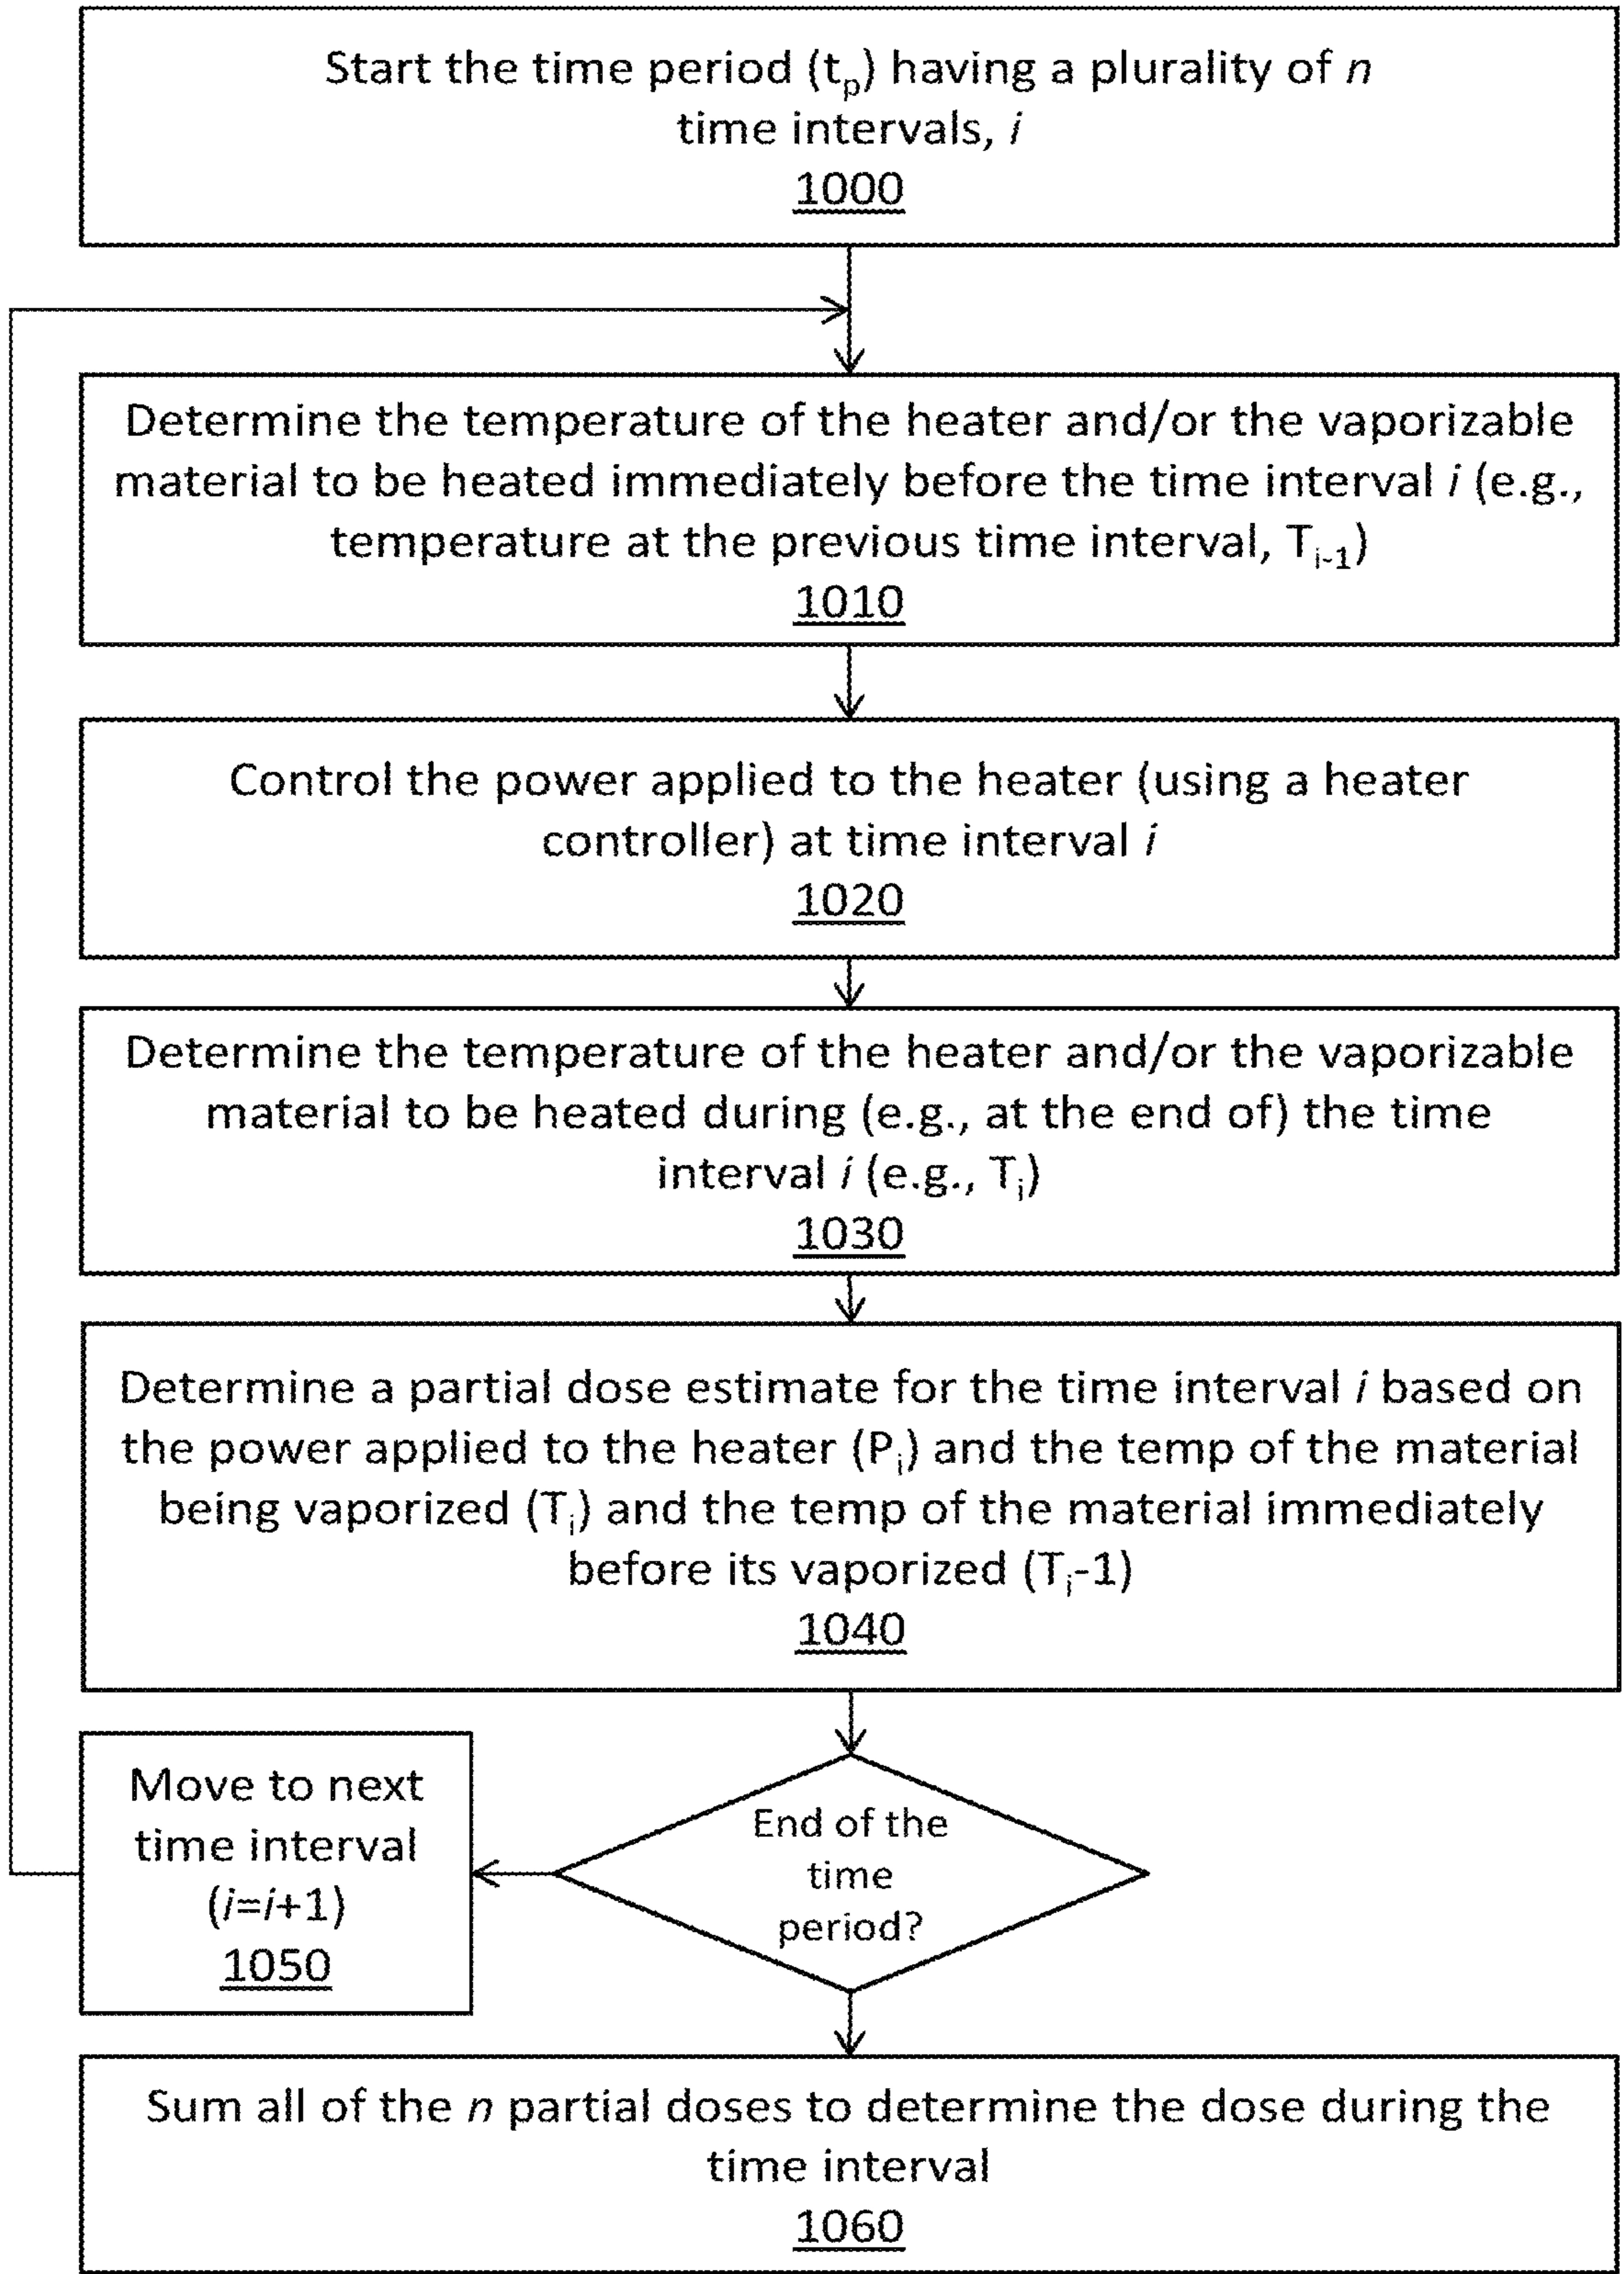 Start the time period (tp) having a plurality of n
time intervals, i
1000
Determine the temperature of the heater and/or the vaporizable
material to be heated immediately before the time interval i (e.g.,
temperature at the previous time interval, Ti-1)
1010
Control the power applied to the heater (using a heater
controller) at time interval i
1020
Determine the temperature of the heater and/or the vaporizable
material to be heated during (e.g., at the end of) the time
interval i (e.g., Ti)
1030
Determine a partial dose estimate for the time interval i based on
the power applied to the heater (Pi) and the temp of the material
being vaporized (Ti) and the temp of the material immediately
before its vaporized (Ti-1)
1040
End of the
time
period?
Move to next
time interval
(i=i+1)
1050
Sum all of the n partial doses to determine the dose during the
time interval
1060